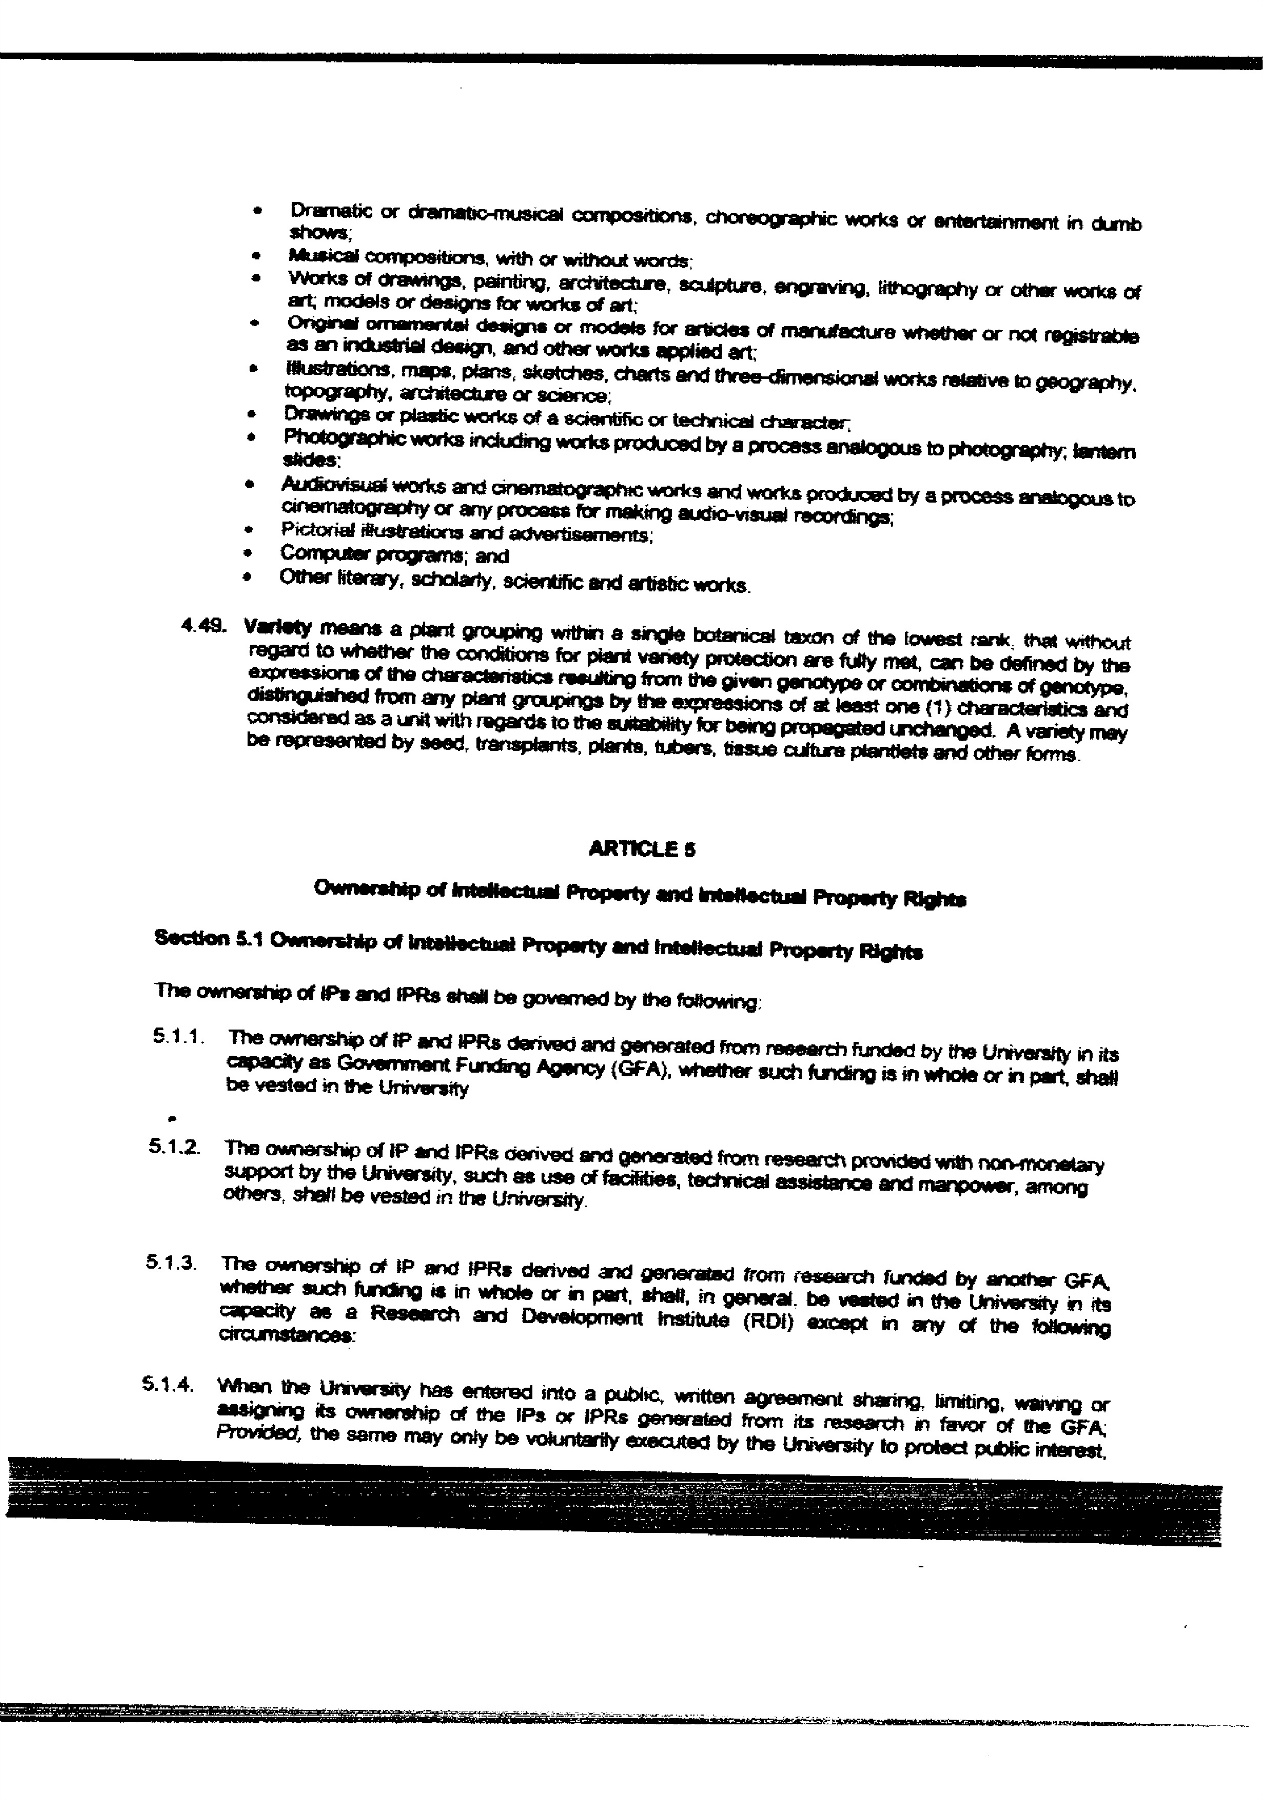 • Dramatic or dramatic-musical compositions, choreographic works or entertainment in dumb
shows;
• Musical compositions, with or without words;
• Works of drawings, painting, architecture, sculpture, engraving, lithography or other works of
art; models or designs for works of art;
• Original ornamental designs or models for articles of manufacture whether or not registrable
as an industrial design, and other works applied art;
• Illustrations, maps, plans, sketches, charts and three-dimensional works relative to geography,
topography, architecture or science;
• Drawings or plastic works of a scientific or technical character;
• Photographic works including works produced by a process analogous to photography; lantern
slides;
• Audiovisual works and cinematographic works and works produced by a process analogous to
cinematography or any process for making audio-visual recordings;
• Pictorial illustrations and advertisements;
• Computer programs; and
• Other literary, scholarly, scientific and artistic works.
4.49. Variety means a plant grouping within a single botanical taxon of the lowest rank, that without
regard to whether the conditions for plant variety protection are fully met, can be defined by the
expressions of the characteristics resulting from the given genotype or combinations of genotype,
distinguished from any plant groupings by the expressions of at least one (1) characteristics and
considered as a unit with regards to the suitability for being propagated unchanged. A variety may
be represented by seed, transplants, plants, tubers, tissue culture plantlets and other forms.
ARTICLE 5
Ownership of Intellectual Property and Intellectual Property Rights
Section 5.1 Ownership of Intellectual Property and Intellectual Property Rights
The ownership of IPs and IPRs shall be governed by the following:
5.1.1. The ownership of IP and IPRs derived and generated from research funded by the University in its
capacity as Government Funding Agency (GFA), whether such funding is in whole or in part, shall
be vested in the University
5.1.2. The ownership of IP and IPRs derived and generated from research provided with non-monetary
support by the University, such as use of facilities, technical assistance and manpower, among
others, shall be vested in the University.
5.1.3. The ownership of IP and IPRs derived and generated from research funded by another GFA,
whether such funding is in whole or in part, shall, in general, be vested in the University in its
capacity as a Research and Development Institute (RDI) except in any of the following
circumstances:
5.1.4. When the University has entered into a public, written agreement sharing, limiting, waiving or
assigning its ownership of the IPs or IPRs generated from its research in favor of the GFA;
Provided, the same may only be voluntarily executed by the University to protect public interest,